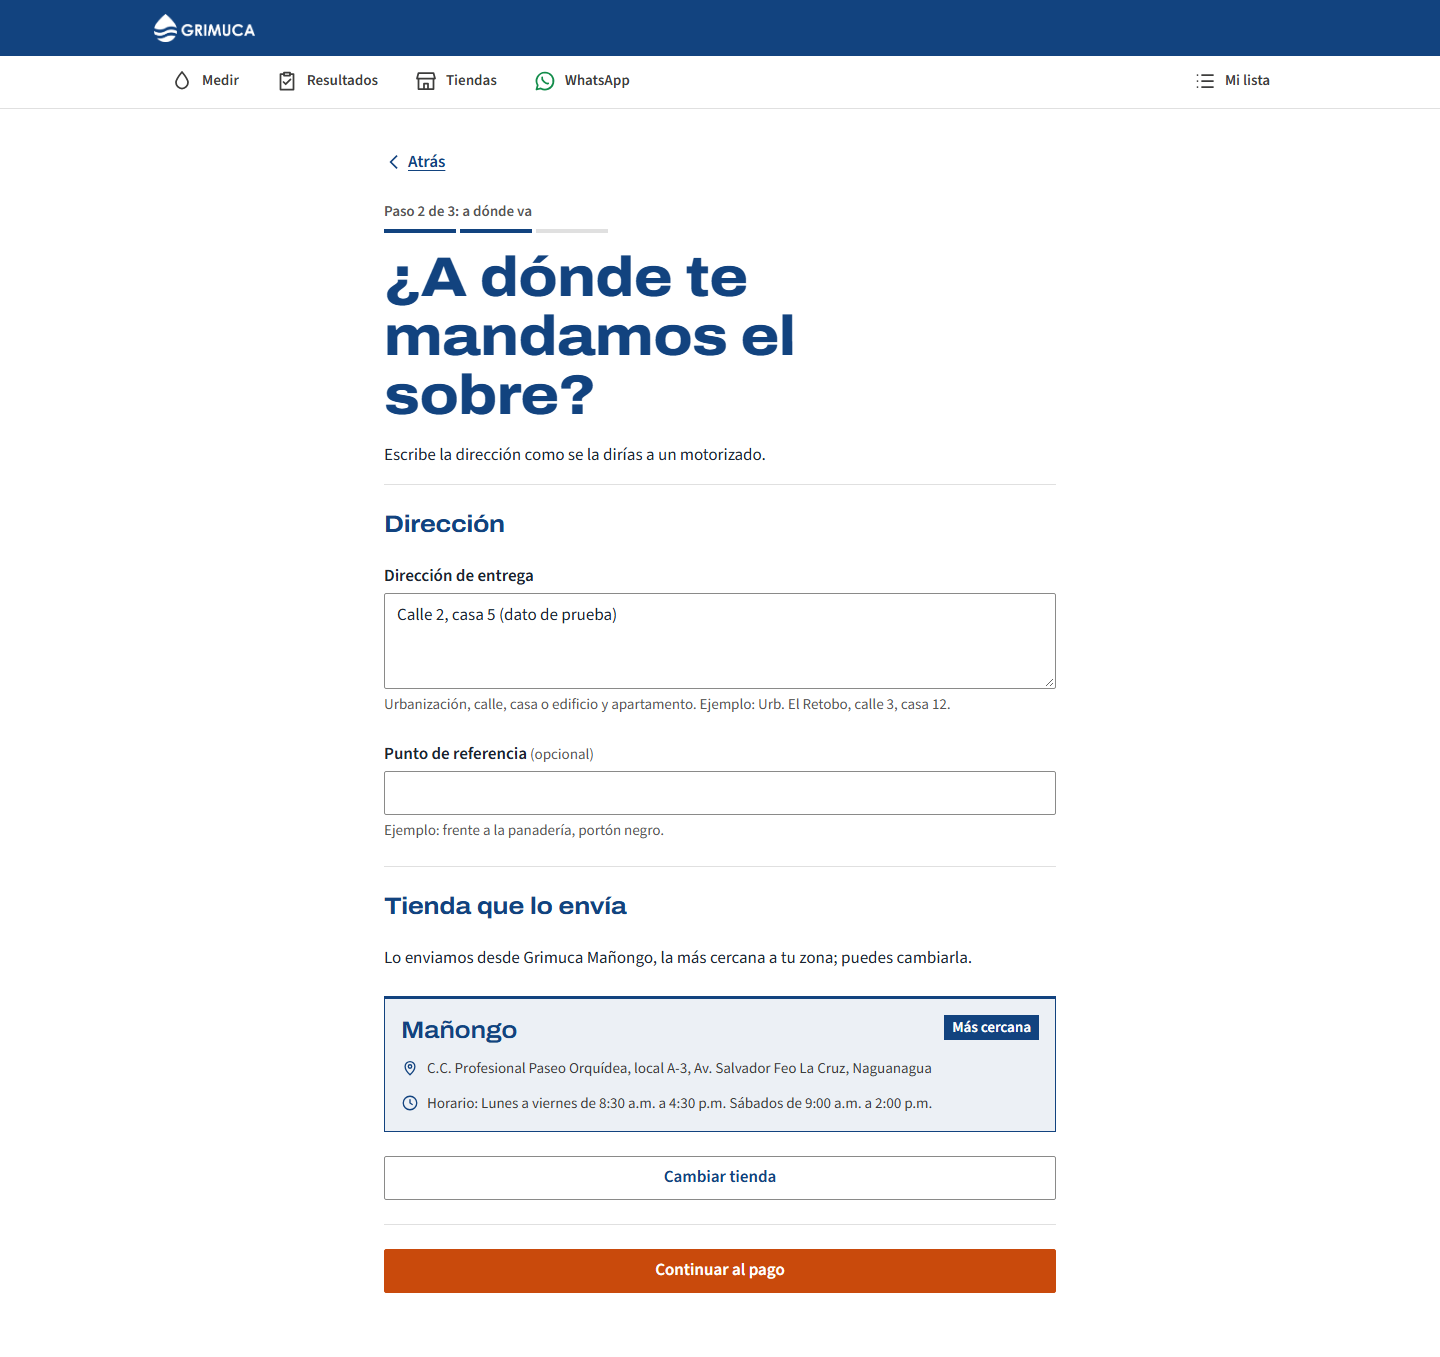 GRIMUCA
Medir
Resultados
Tiendas
WhatsApp
Mi lista
Atrás
Paso 2 de 3: a dónde va
¿A dónde te
mandamos el
sobre?
Escribe la dirección como se la dirías a un motorizado.
Dirección
Dirección de entrega
Calle 2, casa 5 (dato de prueba)
Urbanización, calle, casa o edificio y apartamento. Ejemplo: Urb. El Retobo, calle 3, casa 12.
Punto de referencia (opcional)
Ejemplo: frente a la panadería, portón negro.
Tienda que lo envía
Lo enviamos desde Grimuca Mañongo, la más cercana a tu zona; puedes cambiarla.
Mañongo
Más cercana
C.C. Profesional Paseo Orquídea, local A-3, Av. Salvador Feo La Cruz, Naguanagua
Horario: Lunes a viernes de 8:30 a.m. a 4:30 p.m. Sábados de 9:00 a.m. a 2:00 p.m.
Cambiar tienda
Continuar al pago